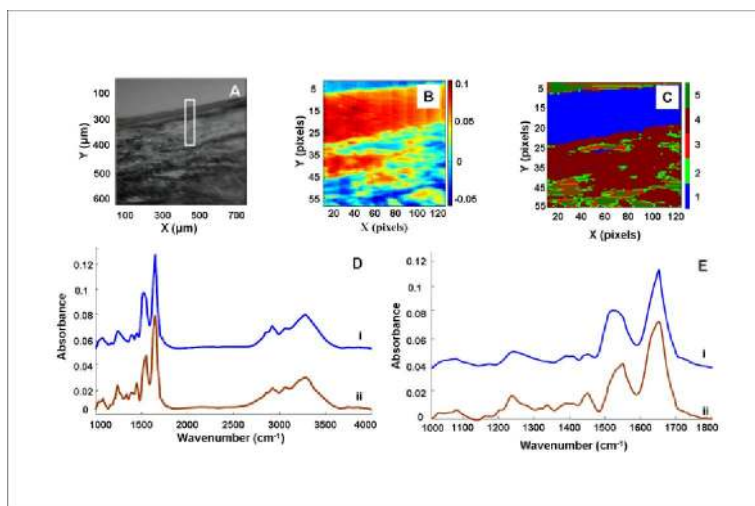 A
100
300
400
500
600
Y (µm)
100 300 500 700
X (µm)
B
5
15
25
35
45
55
Y (pixels)
20 40 60 80 100 120
X (pixels)
0.1
0.05
0
-0.05
C
5
15
20
25
45
55
Y (pixels)
20 40 60 80 100 120
X (pixels)
5
4
3
2
1
D
0.12
0.1
0.08
0.06
0.04
0.02
0
Absorbance
i
ii
1000 1500 2000 2500 3000 3500 4000
Wavenumber (cm⁻¹)
E
0.12
0.1
0.08
0.06
0.04
0.02
0
Absorbance
i
ii
1000 1100 1200 1300 1400 1500 1600 1700 1800
Wavenumber (cm⁻¹)